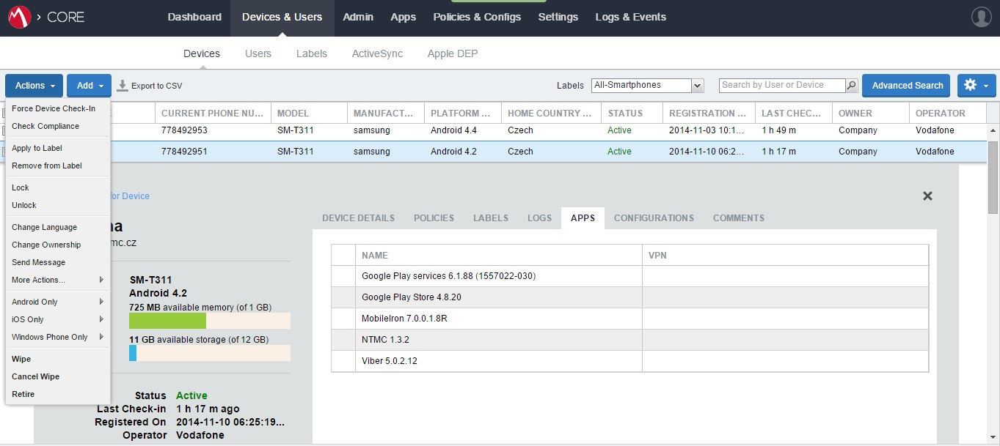 CORE Dashboard Devices & Users Admin Apps Policies & Configs Settings Logs & Events
Devices Users Labels ActiveSync Apple DEP
Actions Add Export to CSV Labels All-Smartphones Search by User or Device Advanced Search
CURRENT PHONE NU... MODEL MANUFACT... PLATFORM ... HOME COUNTRY ... STATUS REGISTRATION ... LAST CHEC... OWNER OPERATOR
778492953 SM-T311 samsung Android 4.4 Czech Active 2014-11-03 10:1... 1 h 49 m Company Vodafone
778492951 SM-T311 samsung Android 4.2 Czech Active 2014-11-10 06:2... 1 h 17 m Company Vodafone
Force Device Check-In
Check Compliance
Apply to Label
Remove from Label
Lock
Unlock
Change Language
Change Ownership
Send Message
More Actions...
Android Only
iOS Only
Windows Phone Only
Wipe
Cancel Wipe
Retire
for Device
na
mc.cz
SM-T311
Android 4.2
725 MB available memory (of 1 GB)
11 GB available storage (of 12 GB)
Status Active
Last Check-in 1 h 17 m ago
Registered On 2014-11-10 06:25:19...
Operator Vodafone
DEVICE DETAILS POLICIES LABELS LOGS APPS CONFIGURATIONS COMMENTS
NAME VPN
Google Play services 6.1.88 (1557022-030)
Google Play Store 4.8.20
MobileIron 7.0.0.1.8R
NTMC 1.3.2
Viber 5.0.2.12